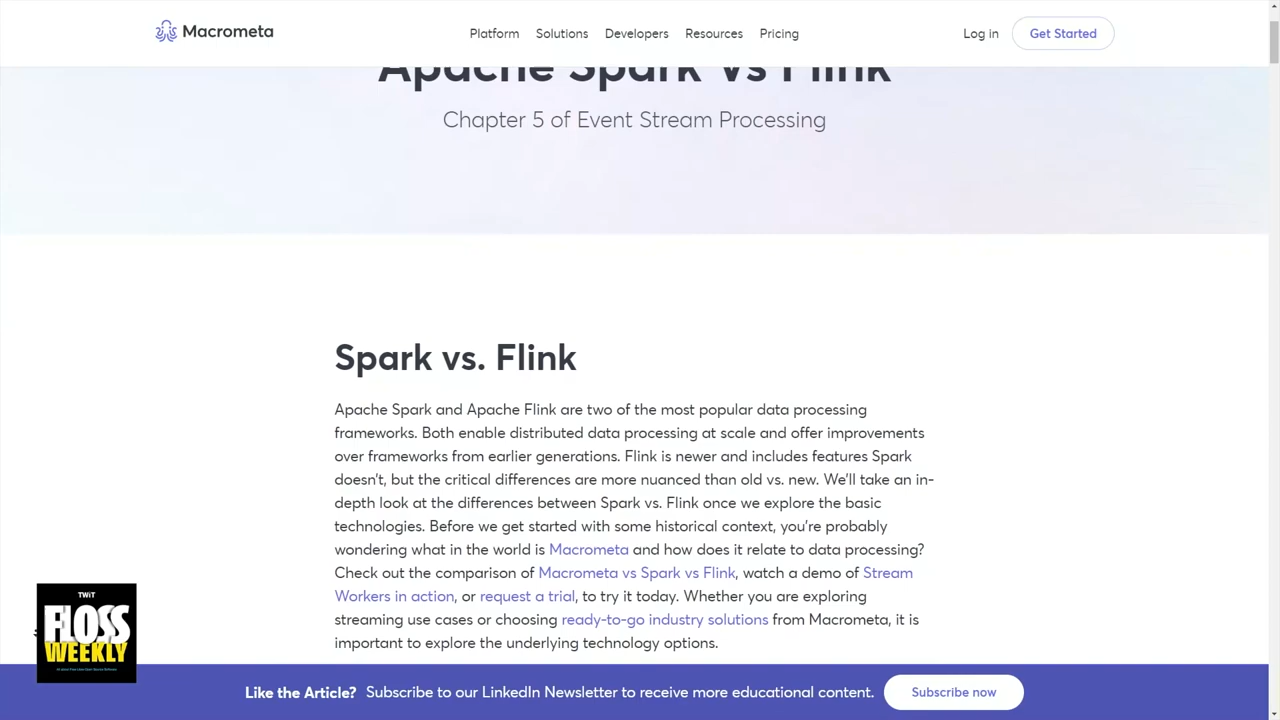 Macrometa
Platform Solutions Developers Resources Pricing
Log in Get Started
Apache Spark vs Flink
Chapter 5 of Event Stream Processing
Spark vs. Flink
Apache Spark and Apache Flink are two of the most popular data processing
frameworks. Both enable distributed data processing at scale and offer improvements
over frameworks from earlier generations. Flink is newer and includes features Spark
doesn't, but the critical differences are more nuanced than old vs. new. We'll take an in-
depth look at the differences between Spark vs. Flink once we explore the basic
technologies. Before we get started with some historical context, you're probably
wondering what in the world is Macrometa and how does it relate to data processing?
Check out the comparison of Macrometa vs Spark vs Flink, watch a demo of Stream
Workers in action, or request a trial, to try it today. Whether you are exploring
streaming use cases or choosing ready-to-go industry solutions from Macrometa, it is
important to explore the underlying technology options.
TWiT
FLOSS
WEEKLY
Like the Article? Subscribe to our LinkedIn Newsletter to receive more educational content. Subscribe now